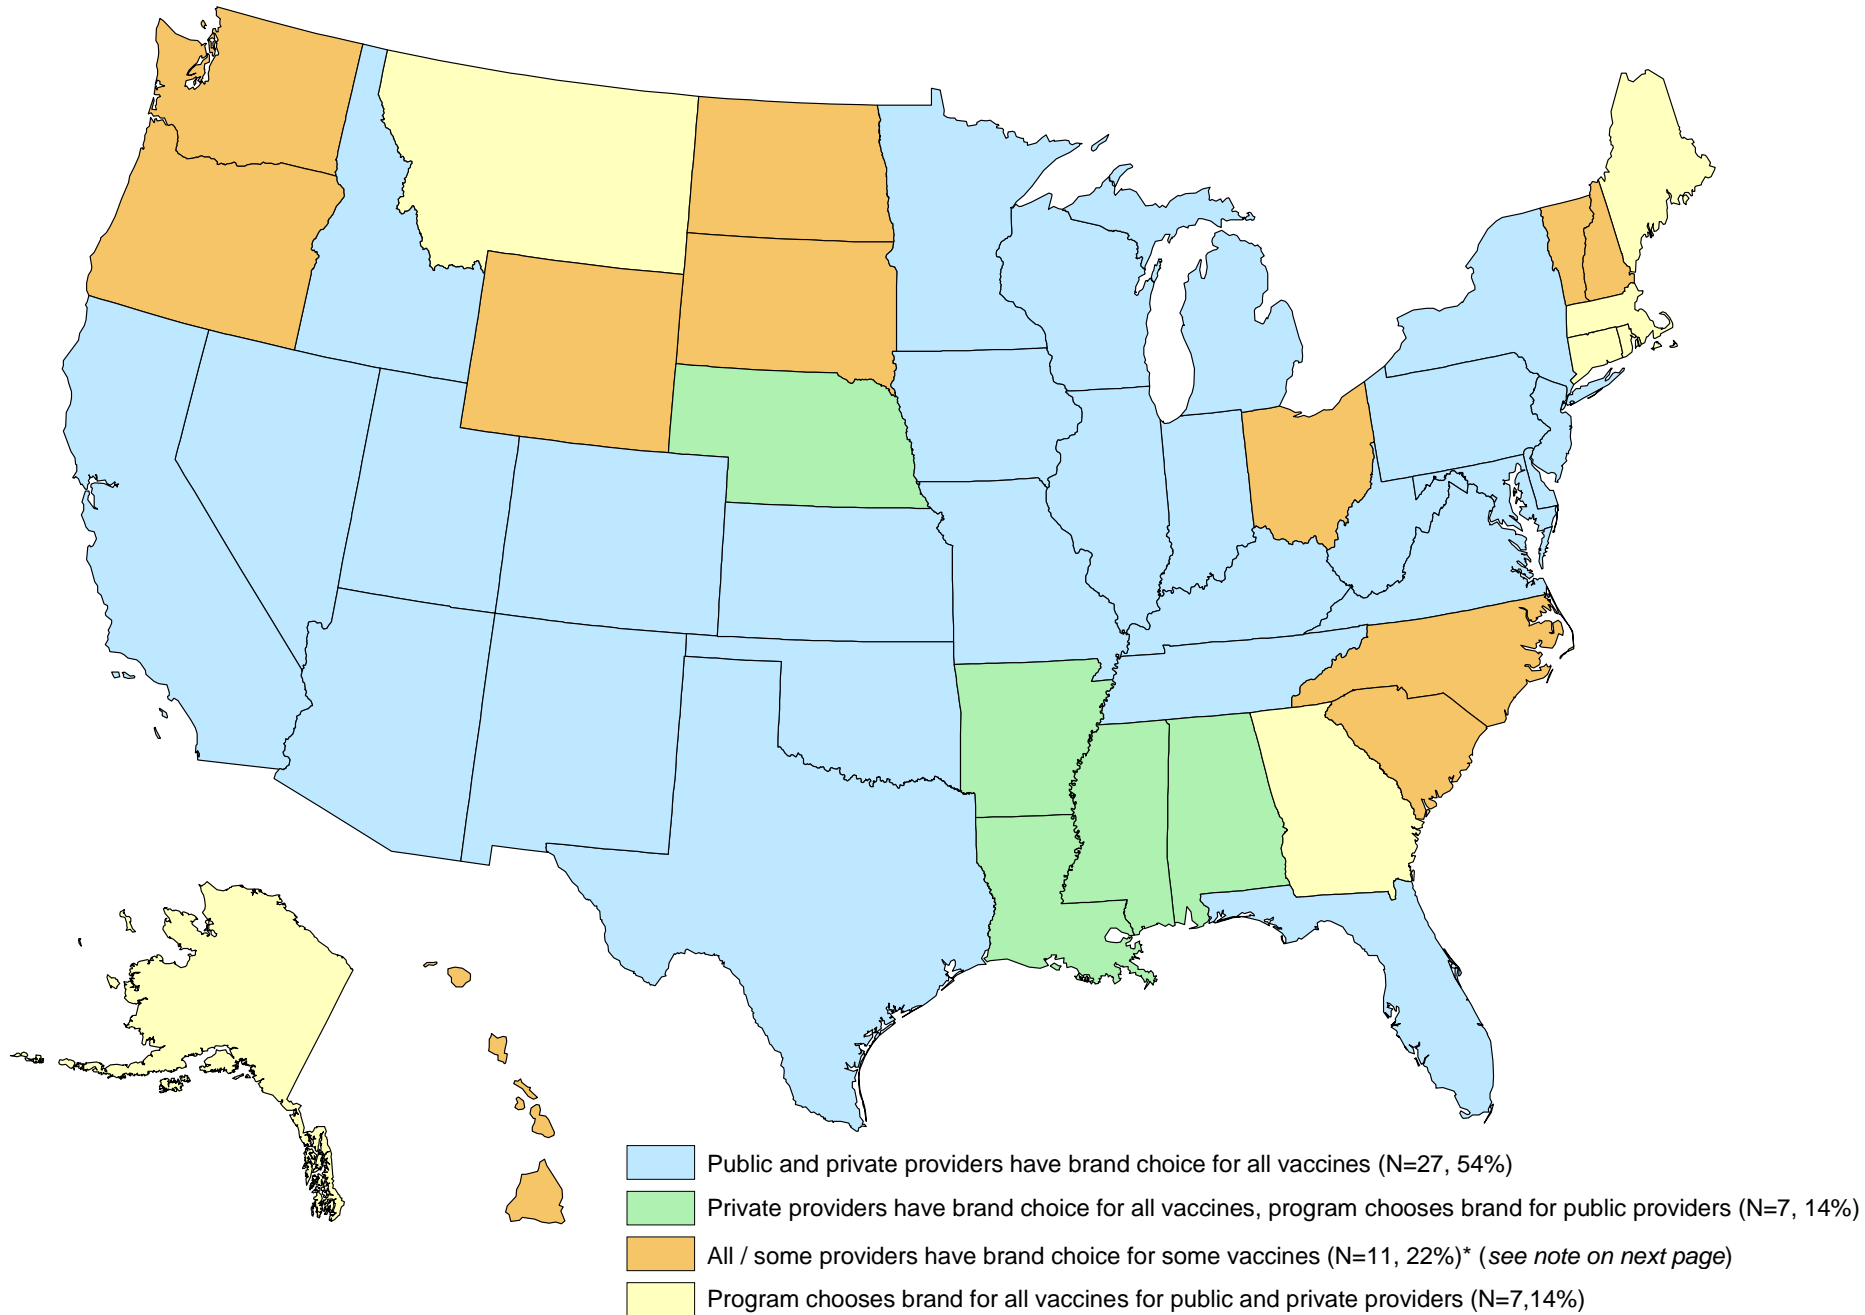 Public and private providers have brand choice for all vaccines (N=27, 54%)
Private providers have brand choice for all vaccines, program chooses brand for public providers (N=7, 14%)
All / some providers have brand choice for some vaccines (N=11, 22%)* (see note on next page)
Program chooses brand for all vaccines for public and private providers (N=7,14%)